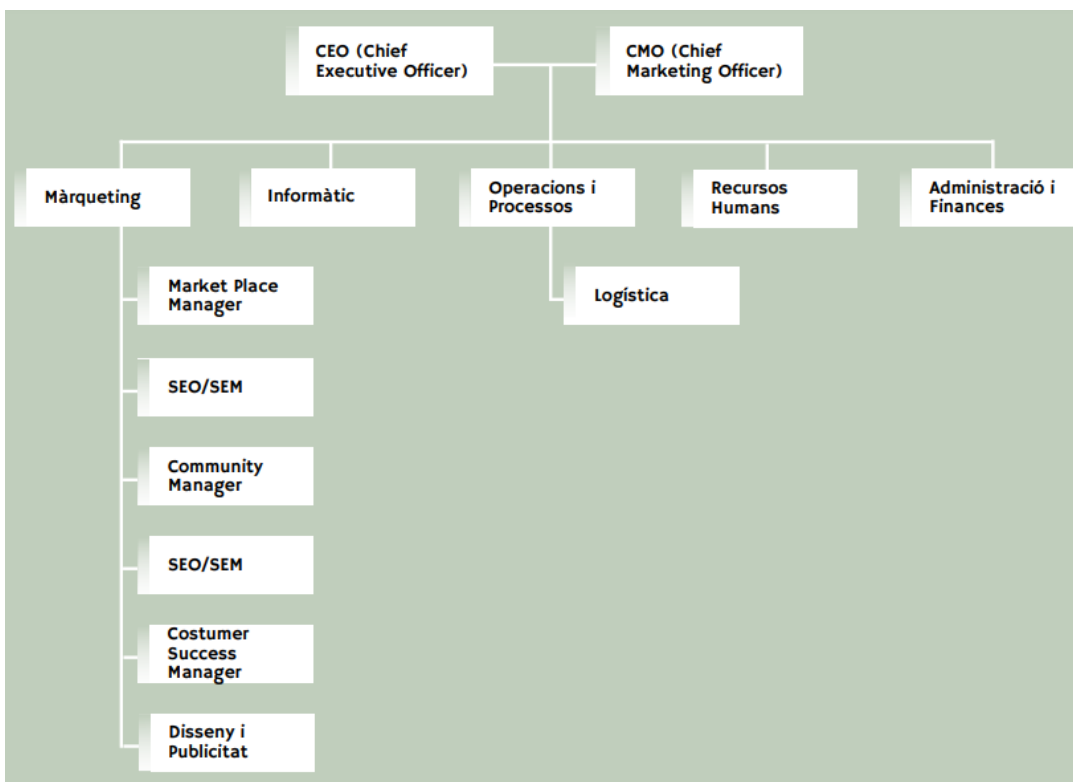 CEO (Chief
Executive Officer)
CMO (Chief
Marketing Officer)
Màrqueting
Informàtic
Operacions i
Processos
Recursos
Humans
Administració i
Finances
Market Place
Manager
Logística
SEO/SEM
Community
Manager
SEO/SEM
Costumer
Success
Manager
Disseny i
Publicitat